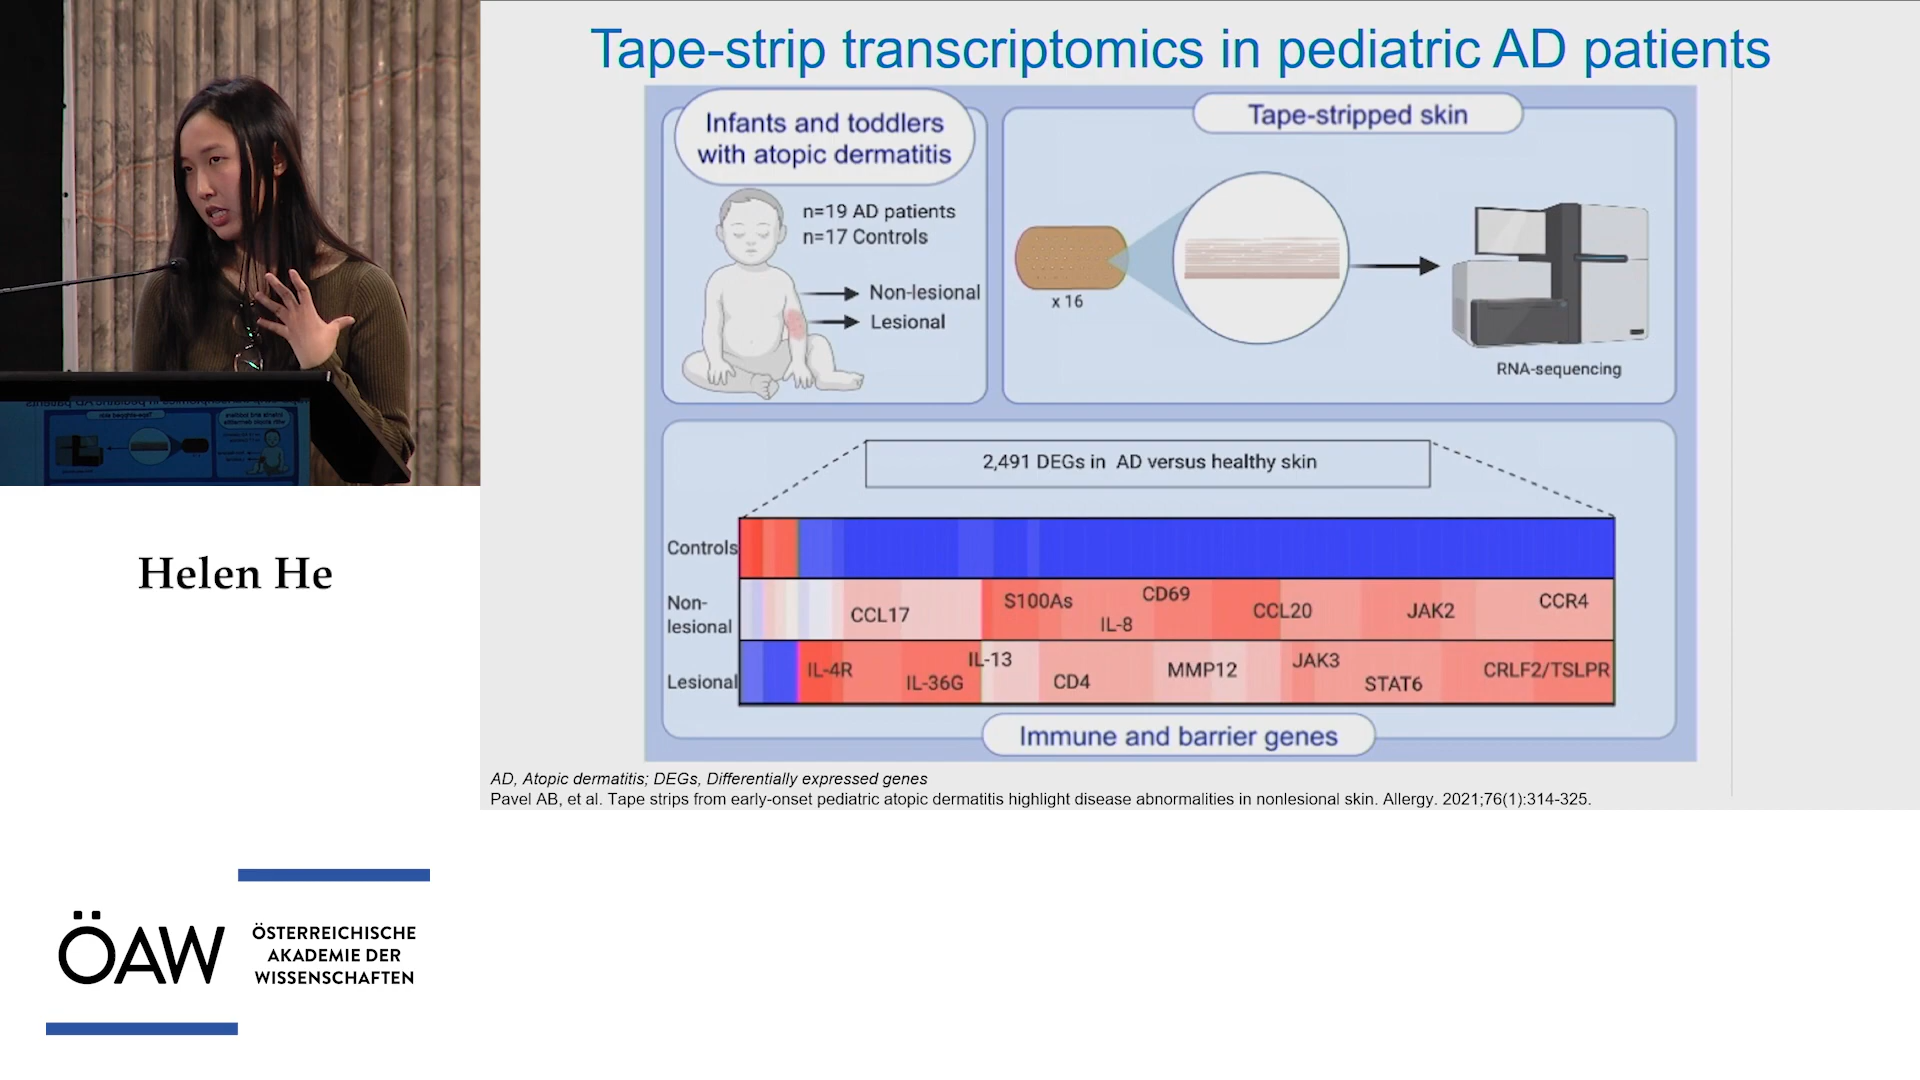 Tape-strip transcriptomics in pediatric AD patients
Infants and toddlers
with atopic dermatitis
n=19 AD patients
n=17 Controls
Non-lesional
Lesional
Tape-stripped skin
x 16
RNA-sequencing
2,491 DEGs in AD versus healthy skin
Controls
Non-
lesional
CCL17
S100As
IL-8
CD69
CCL20
JAK2
CCR4
Lesional
IL-4R
IL-36G
IL-13
CD4
MMP12
JAK3
STAT6
CRLF2/TSLPR
Immune and barrier genes
AD, Atopic dermatitis; DEGs, Differentially expressed genes
Pavel AB, et al. Tape strips from early-onset pediatric atopic dermatitis highlight disease abnormalities in nonlesional skin. Allergy. 2021;76(1):314-325.
Helen He
ÖAW
ÖSTERREICHISCHE
AKADEMIE DER
WISSENSCHAFTEN